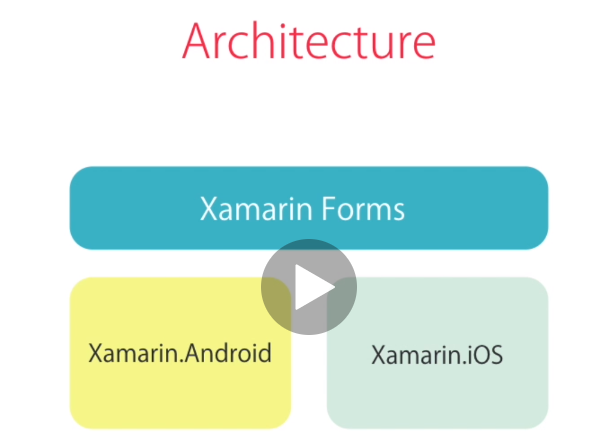 Architecture
Xamarin Forms
Xamarin.Android
Xamarin.iOS